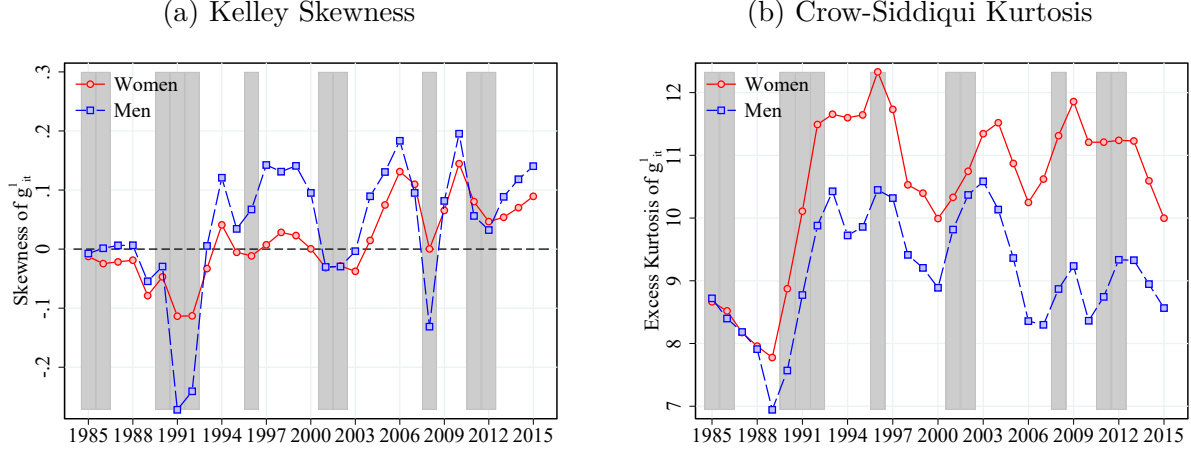 (a) Kelley Skewness
Skewness of g¹ᵢₜ
.3
.2
.1
0
-.1
-.2
Women
Men
1985 1988 1991 1994 1997 2000 2003 2006 2009 2012 2015
(b) Crow-Siddiqui Kurtosis
Excess Kurtosis of g¹ᵢₜ
12
11
10
9
8
7
Women
Men
1985 1988 1991 1994 1997 2000 2003 2006 2009 2012 2015